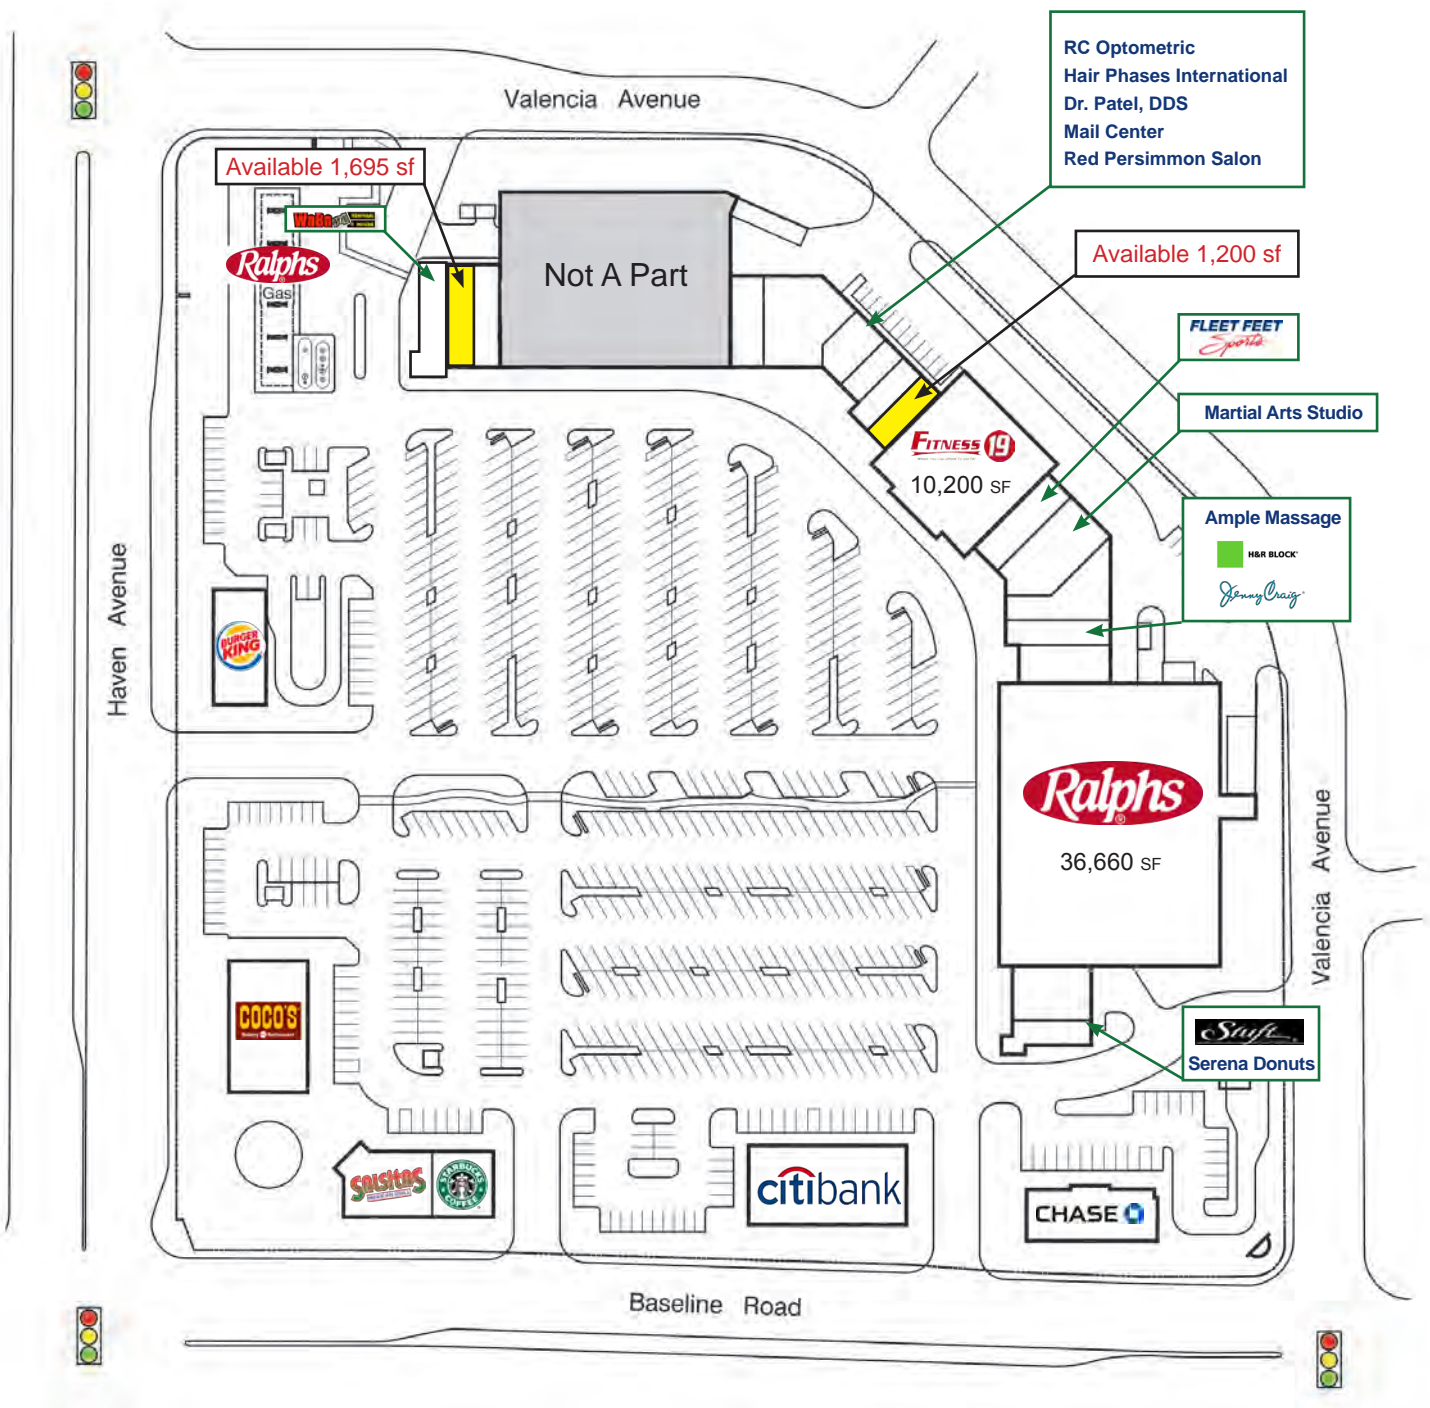 RC Optometric
Hair Phases International
Dr. Patel, DDS
Mail Center
Red Persimmon Salon
Valencia Avenue
Available 1,695 sf
WaBa
Ralphs
Gas
Not A Part
Available 1,200 sf
FLEET FEET
Sports
Martial Arts Studio
FITNESS 19
10,200 SF
Ample Massage
H&R BLOCK
Jenny Craig
Haven Avenue
BURGER KING
Ralphs
36,660 SF
Valencia Avenue
COCO'S
Serena Donuts
SALSITAS
STARBUCKS COFFEE
citibank
CHASE
Baseline Road